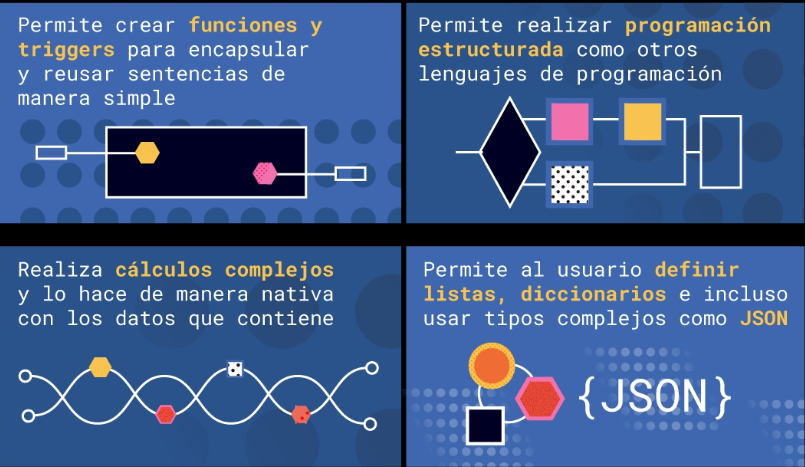 Permite crear funciones y
triggers para encapsular
y reusar sentencias de
manera simple
Permite realizar programación
estructurada como otros
lenguajes de programación
Realiza cálculos complejos
y lo hace de manera nativa
con los datos que contiene
Permite al usuario definir
listas, diccionarios e incluso
usar tipos complejos como JSON
{JSON}